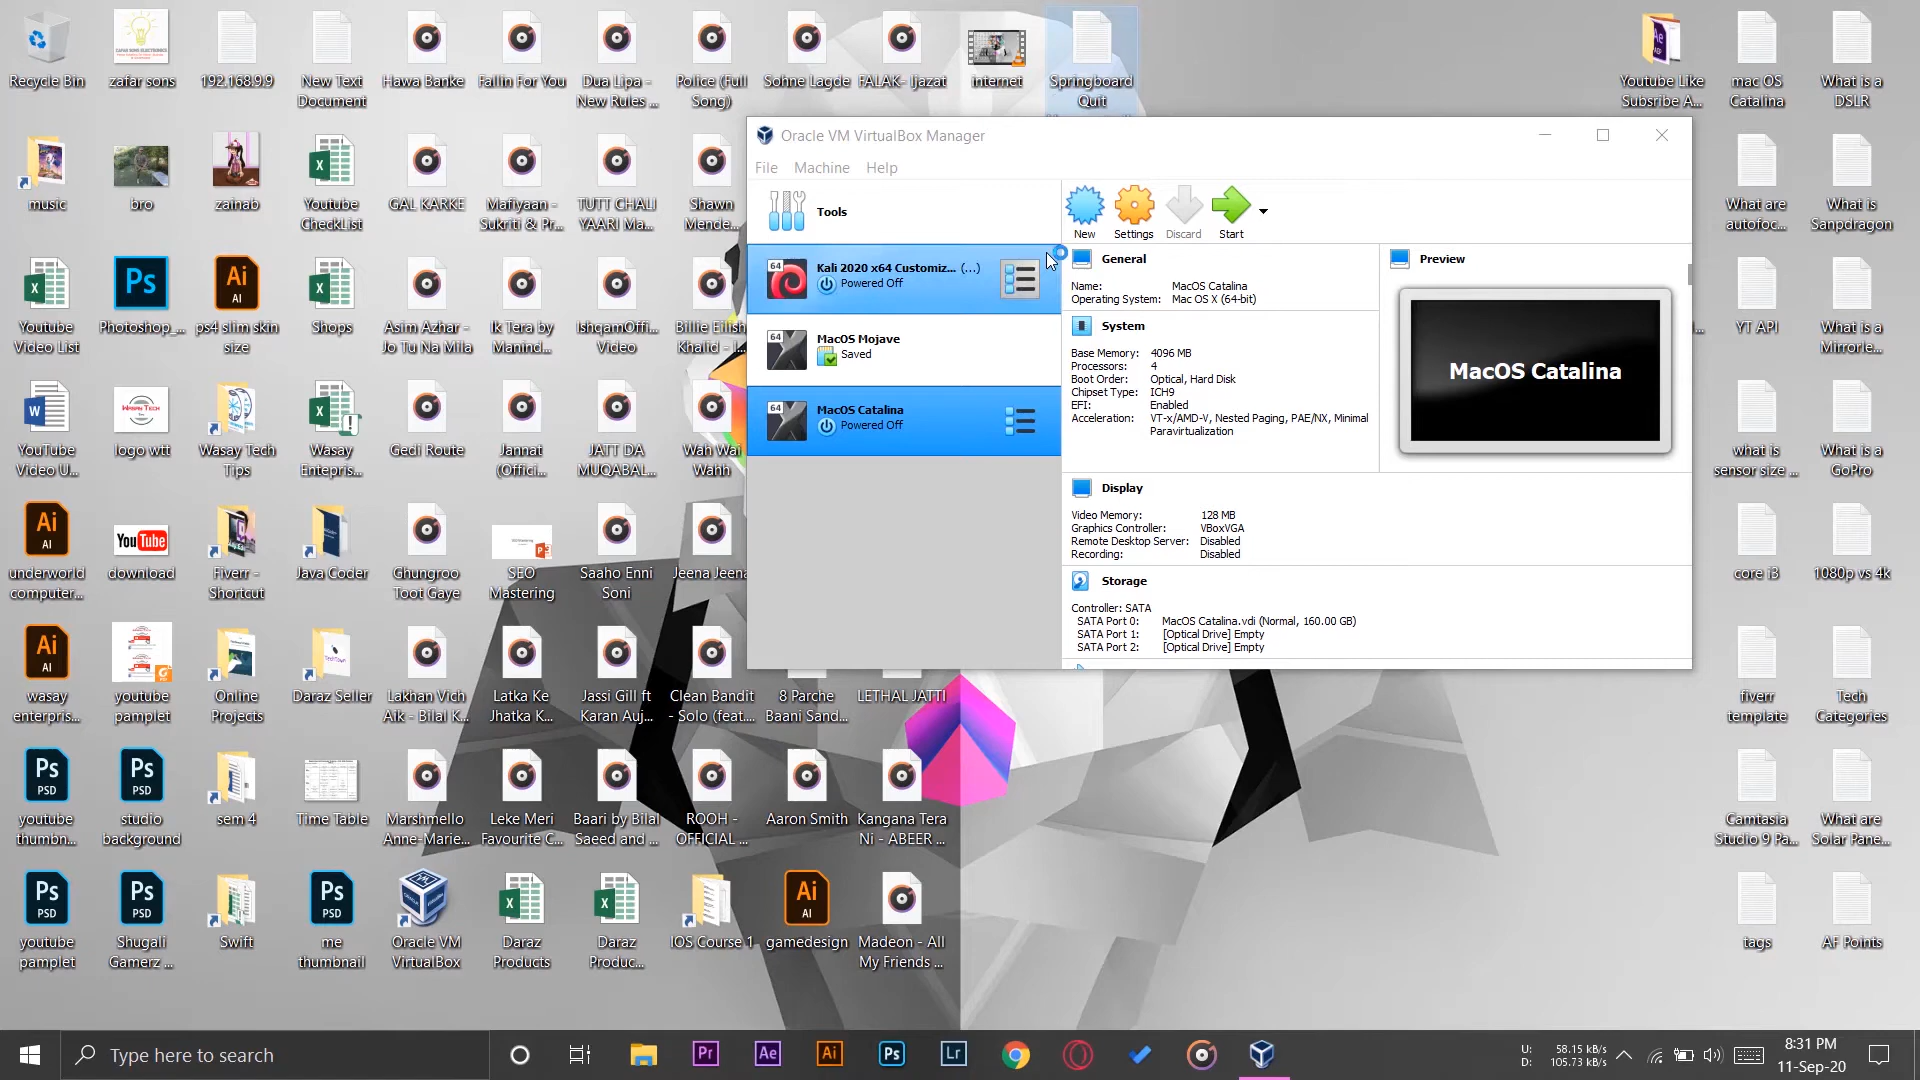 Recycle Bin
zafar sons
192.168.9.9
New Text
Document
Hawa Banke
Fallin For You
Dua Lipa -
New Rules ...
Police (Full
Song)
Sohne Lagde
FALAK- Ijazat
internet
Springboard
Quit
Youtube Like
Subsribe A...
mac OS
Catalina
What is a
DSLR
music
bro
zainab
Youtube
CheckList
GAL KARKE
Mafiyaan -
Sukriti & Pr...
TUTT CHALI
YAARI Ma...
Shawn
Mende...
What are
autofoc...
What is
Snapdragon
Youtube
Video List
Photoshop_...
ps4 slim skin
size
Shops
Asim Azhar -
Jo Tu Na Mila
Ik Tera by
Manind...
IshqamOffi...
Video
Billie Eilish
Khalid - l...
YT API
What is a
Mirrorle...
YouTube
Video U...
logo wtt
Wasay Tech
Tips
Wasay
Entepris...
Gedi Route
Jannat
(Offici...
JATT DA
MUQABAL...
Wah Wai
Wahh
what is
sensor size ...
What is a
GoPro
underworld
computer...
download
Fiverr -
Shortcut
Java Coder
Ghungroo
Toot Gaye
SEO
Mastering
Saaho Enni
Soni
Jeena Jeena
core i3
1080p vs 4k
wasay
enterpris...
youtube
pamplet
Online
Projects
Daraz Seller
Lakhan Vich
Aik - Bilal K...
Latka Ke
Jhatka K...
Jassi Gill ft
Karan Auj...
Clean Bandit
- Solo (feat....
8 Parche
Baani Sand...
LETHAL JATTI
fiverr
template
Tech
Categories
youtube
thumbn...
studio
background
sem 4
Time Table
Marshmello
Anne-Marie...
Leke Meri
Favourite C...
Baari by Bilal
Saeed and ...
ROOH -
OFFICIAL ...
Aaron Smith
Kangana Tera
Ni - ABEER ...
Camtasia
Studio 9 Pa...
What are
Solar Pane...
youtube
pamplet
Shugali
Gamerz ...
Swift
me
thumbnail
Oracle VM
VirtualBox
Daraz
Products
Daraz
Produc...
IOS Course 1
gamedesign
Madeon - All
My Friends ...
tags
AF Points
Oracle VM VirtualBox Manager
File Machine Help
Tools
New
Settings
Discard
Start
64
Kali 2020 x64 Customiz... (...)
Powered Off
64
MacOS Mojave
Saved
64
MacOS Catalina
Powered Off
General
Name: MacOS Catalina
Operating System: Mac OS X (64-bit)
Preview
MacOS Catalina
System
Base Memory: 4096 MB
Processors: 4
Boot Order: Optical, Hard Disk
Chipset Type: ICH9
EFI: Enabled
Acceleration: VT-x/AMD-V, Nested Paging, PAE/NX, Minimal
Paravirtualization
Display
Video Memory: 128 MB
Graphics Controller: VBoxVGA
Remote Desktop Server: Disabled
Recording: Disabled
Storage
Controller: SATA
SATA Port 0: MacOS Catalina.vdi (Normal, 160.00 GB)
SATA Port 1: [Optical Drive] Empty
SATA Port 2: [Optical Drive] Empty
Type here to search
Pr
Ae
Ai
Ps
Lr
U: 58.15 kB/s
D: 105.73 kB/s
8:31 PM
11-Sep-20